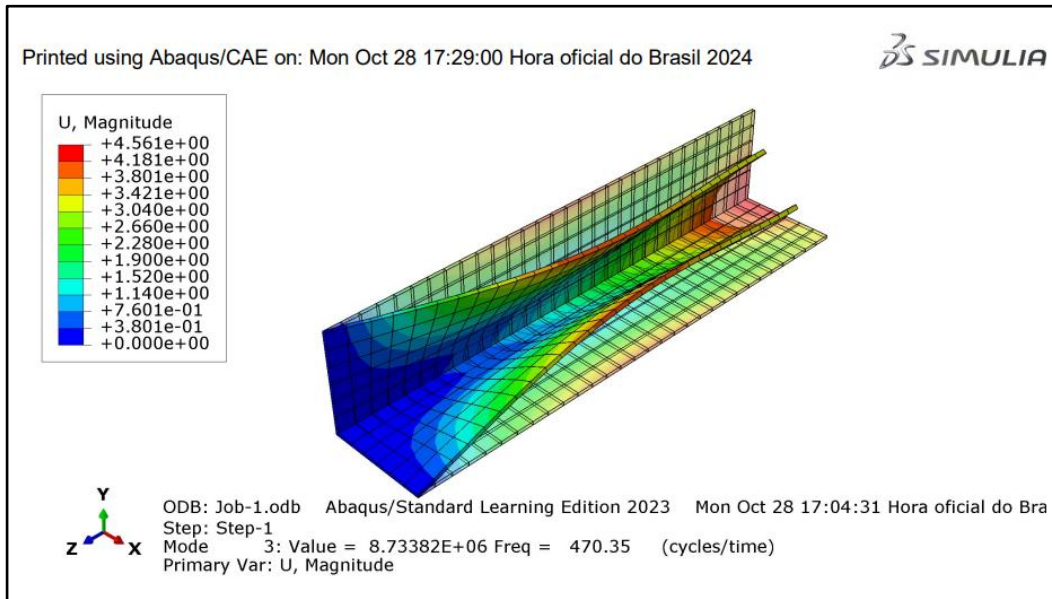 Printed using Abaqus/CAE on: Mon Oct 28 17:29:00 Hora oficial do Brasil 2024
SIMULIA
U, Magnitude
+4.561e+00
+4.181e+00
+3.801e+00
+3.421e+00
+3.040e+00
+2.660e+00
+2.280e+00
+1.900e+00
+1.520e+00
+1.140e+00
+7.601e-01
+3.801e-01
+0.000e+00
Y
Z X
ODB: Job-1.odb Abaqus/Standard Learning Edition 2023 Mon Oct 28 17:04:31 Hora oficial do Bra
Step: Step-1
Mode 3: Value = 8.73382E+06 Freq = 470.35 (cycles/time)
Primary Var: U, Magnitude